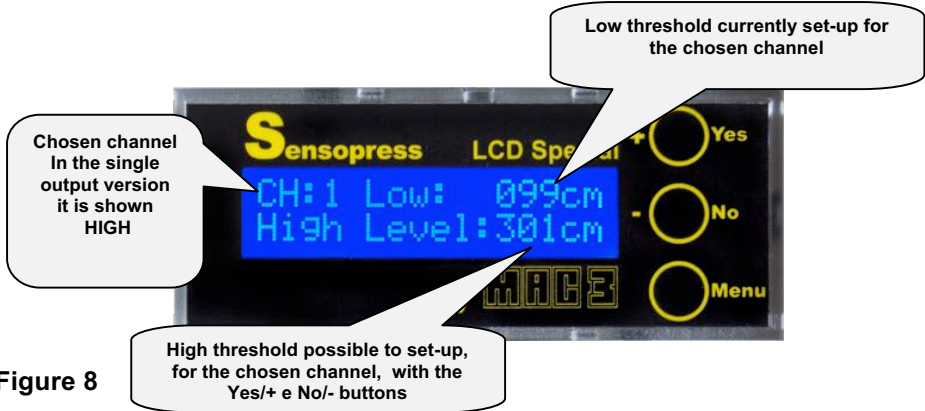 Low threshold currently set-up for
the chosen channel
Chosen channel
In the single
output version
it is shown
HIGH
Sensopress LCD
+ Yes
CH:1 Low: 099cm
High Level:301cm
- No
MAC3
Menu
High threshold possible to set-up,
for the chosen channel, with the
Yes/+ e No/- buttons
Figure 8